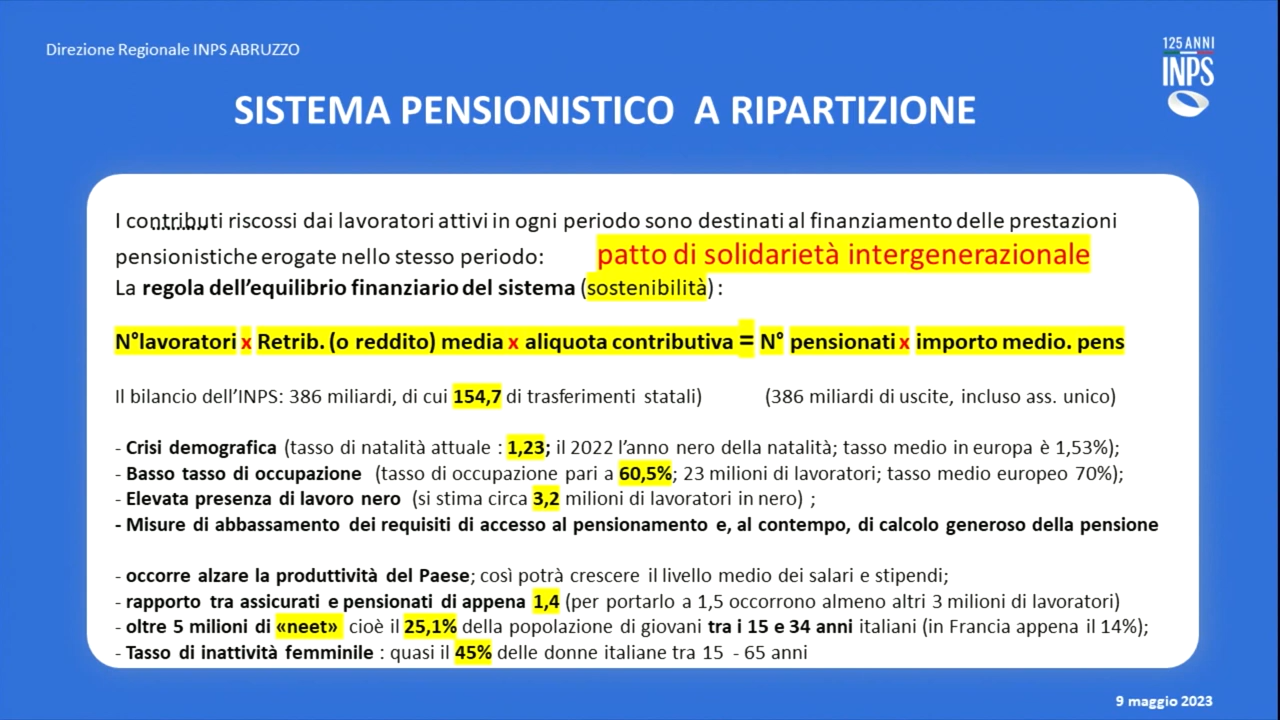 Direzione Regionale INPS ABRUZZO
125 ANNI
INPS
SISTEMA PENSIONISTICO A RIPARTIZIONE
I contributi riscossi dai lavoratori attivi in ogni periodo sono destinati al finanziamento delle prestazioni
pensionistiche erogate nello stesso periodo: patto di solidarietà intergenerazionale
La regola dell'equilibrio finanziario del sistema (sostenibilità) :
N°lavoratori x Retrib. (o reddito) media x aliquota contributiva = N° pensionati x importo medio. pens
Il bilancio dell'INPS: 386 miliardi, di cui 154,7 di trasferimenti statali) (386 miliardi di uscite, incluso ass. unico)
- Crisi demografica (tasso di natalità attuale : 1,23; il 2022 l'anno nero della natalità; tasso medio in europa è 1,53%);
- Basso tasso di occupazione (tasso di occupazione pari a 60,5%; 23 milioni di lavoratori; tasso medio europeo 70%);
- Elevata presenza di lavoro nero (si stima circa 3,2 milioni di lavoratori in nero) ;
- Misure di abbassamento dei requisiti di accesso al pensionamento e, al contempo, di calcolo generoso della pensione
- occorre alzare la produttività del Paese; così potrà crescere il livello medio dei salari e stipendi;
- rapporto tra assicurati e pensionati di appena 1,4 (per portarlo a 1,5 occorrono almeno altri 3 milioni di lavoratori)
- oltre 5 milioni di «neet» cioè il 25,1% della popolazione di giovani tra i 15 e 34 anni italiani (in Francia appena il 14%);
- Tasso di inattività femminile : quasi il 45% delle donne italiane tra 15 - 65 anni
9 maggio 2023